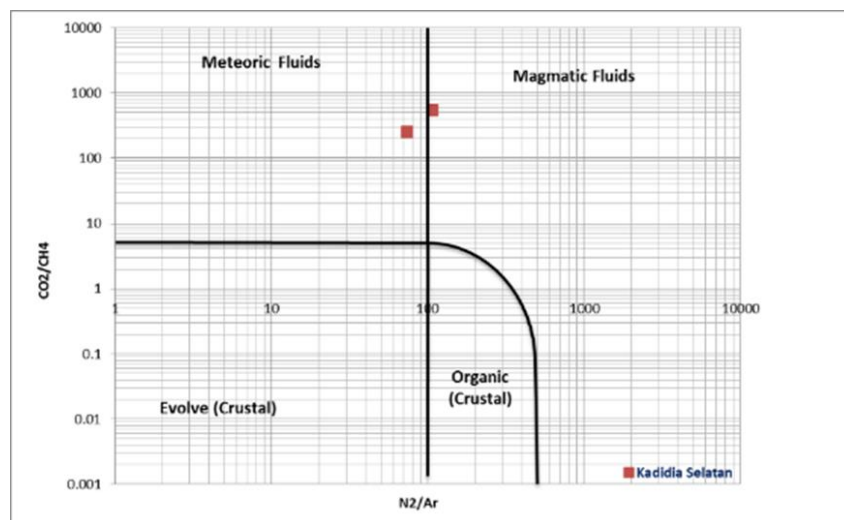 10000
Meteoric Fluids
Magmatic Fluids
1000
100
10
CO2/CH4
1
1
10
100
1000
10000
0.1
Organic
(Crustal)
Evolve (Crustal)
0.01
Kadidia Selatan
0.001
N2/Ar